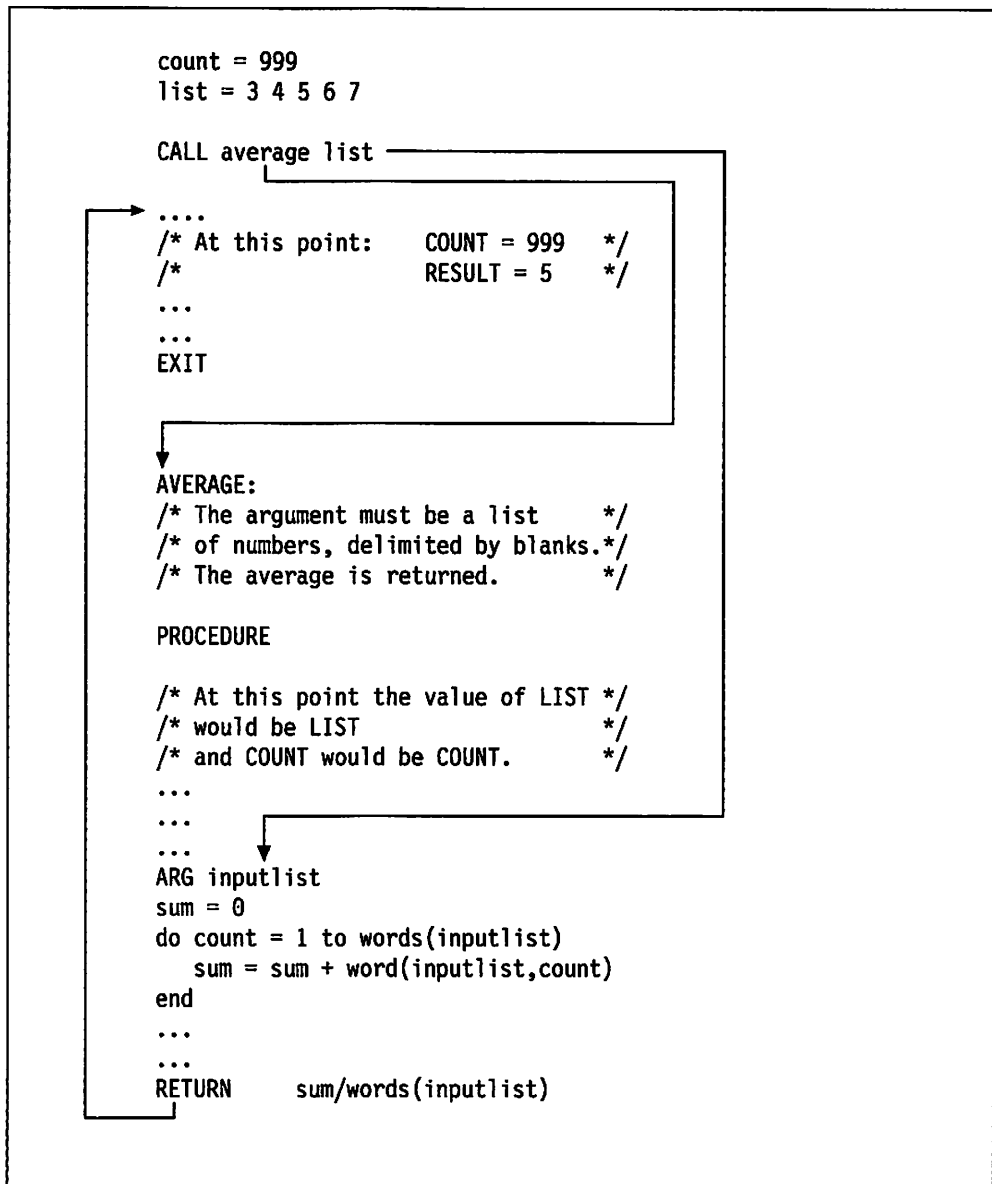 count = 999
list = 3 4 5 6 7
CALL average list
....
/* At this point:    COUNT = 999   */
/*                   RESULT = 5    */
...
...
EXIT
AVERAGE:
/* The argument must be a list     */
/* of numbers, delimited by blanks.*/
/* The average is returned.        */
PROCEDURE
/* At this point the value of LIST */
/* would be LIST                   */
/* and COUNT would be COUNT.       */
...
...
...
ARG inputlist
sum = 0
do count = 1 to words(inputlist)
   sum = sum + word(inputlist,count)
end
...
...
RETURN     sum/words(inputlist)